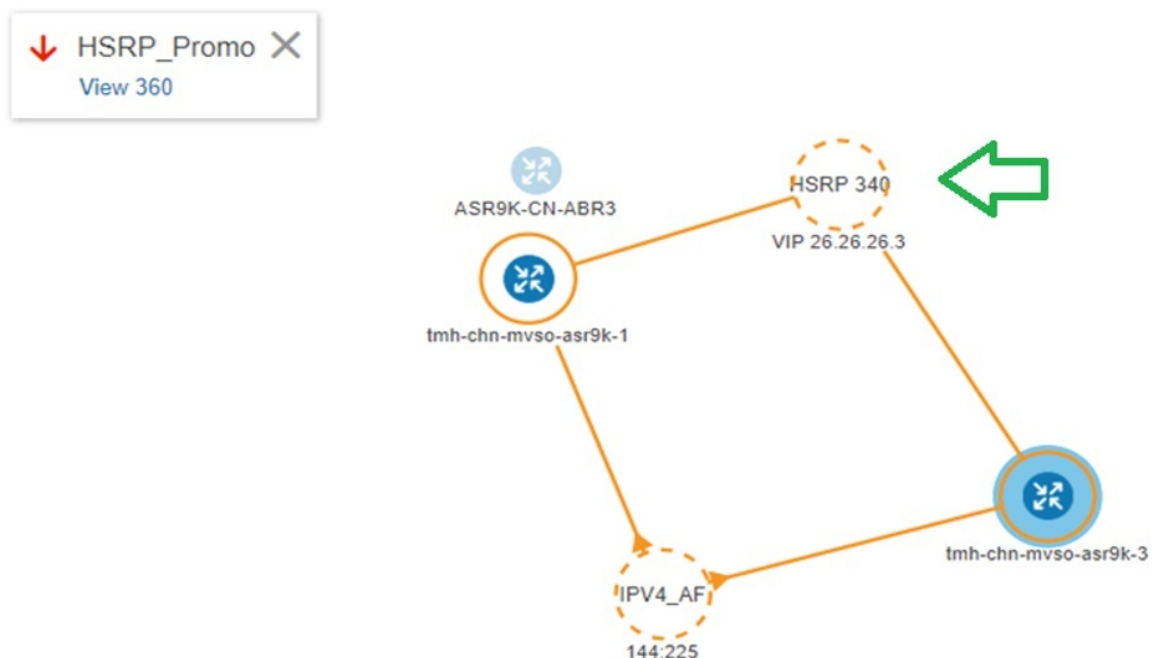 HSRP_Promo
View 360
ASR9K-CN-ABR3
HSRP 340
VIP 26.26.26.3
tmh-chn-mvso-asr9k-1
tmh-chn-mvso-asr9k-3
IPV4_AF
144:225